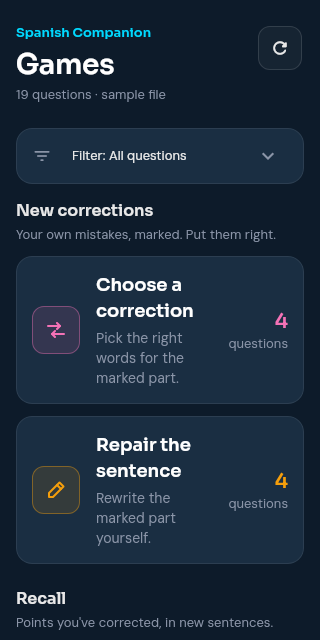 Spanish Companion
Games
19 questions · sample file
Filter: All questions
New corrections
Your own mistakes, marked. Put them right.
Choose a
correction
Pick the right
words for the
marked part.
4
questions
Repair the
sentence
Rewrite the
marked part
yourself.
4
questions
Recall
Points you've corrected, in new sentences.